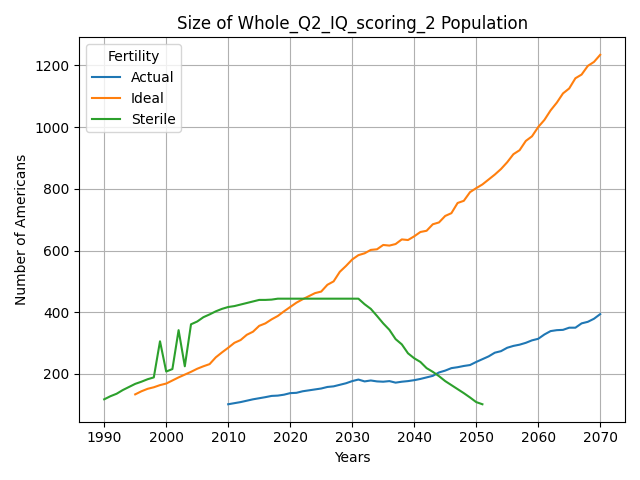 Size of Whole_Q2_IQ_scoring_2 Population
Fertility
Actual
Ideal
Sterile
Number of Americans
1200
1000
800
600
400
200
1990 2000 2010 2020 2030 2040 2050 2060 2070
Years